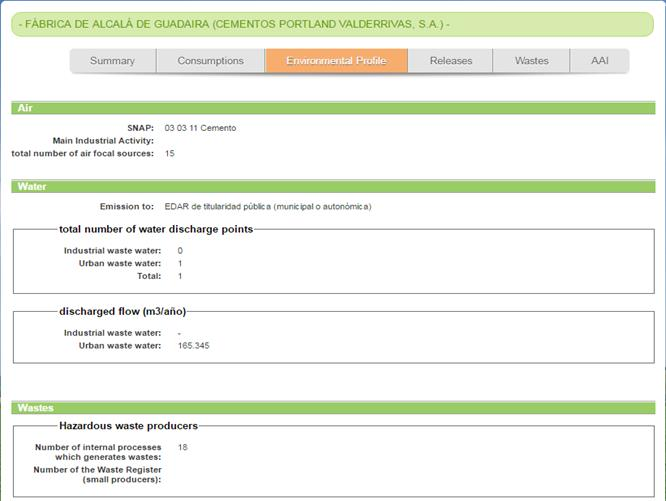 - FÁBRICA DE ALCALÁ DE GUADAIRA (CEMENTOS PORTLAND VALDERRIVAS, S.A.) -
Summary Consumptions Environmental Profile Releases Wastes AAI
Air
SNAP: 03 03 11 Cemento
Main Industrial Activity:
total number of air focal sources: 15
Water
Emission to: EDAR de titularidad pública (municipal o autonómica)
total number of water discharge points
Industrial waste water: 0
Urban waste water: 1
Total: 1
discharged flow (m3/año)
Industrial waste water: -
Urban waste water: 165.345
Wastes
Hazardous waste producers
Number of internal processes 18
which generates wastes:
Number of the Waste Register
(small producers):